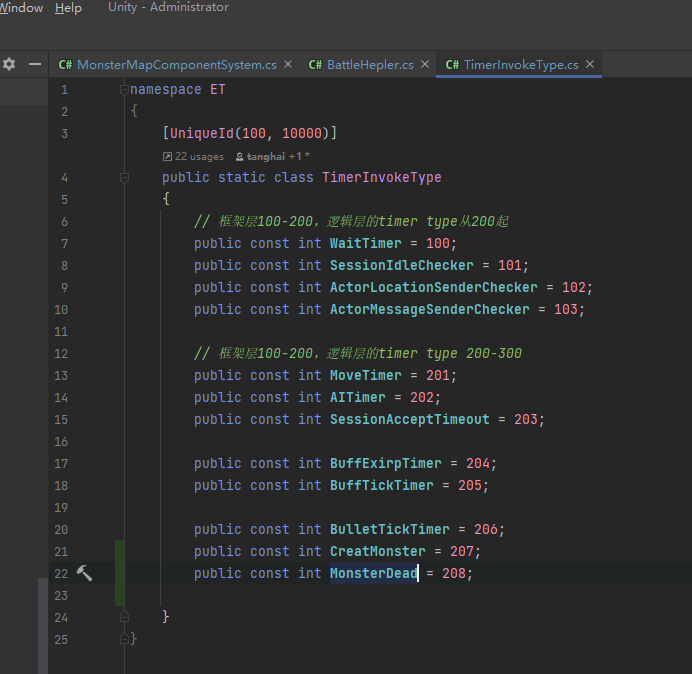 Window Help Unity - Administrator
C# MonsterMapComponentSystem.cs × C# BattleHepler.cs × C# TimerInvokeType.cs ×
1 namespace ET
2 {
3 [UniqueId(100, 10000)]
22 usages tanghai +1 *
4 public static class TimerInvokeType
5 {
6 // 框架层100-200，逻辑层的timer type从200起
7 public const int WaitTimer = 100;
8 public const int SessionIdleChecker = 101;
9 public const int ActorLocationSenderChecker = 102;
10 public const int ActorMessageSenderChecker = 103;
11
12 // 框架层100-200，逻辑层的timer type 200-300
13 public const int MoveTimer = 201;
14 public const int AITimer = 202;
15 public const int SessionAcceptTimeout = 203;
16
17 public const int BuffExirpTimer = 204;
18 public const int BuffTickTimer = 205;
19
20 public const int BulletTickTimer = 206;
21 public const int CreatMonster = 207;
22 public const int MonsterDead = 208;
23
24 }
25 }